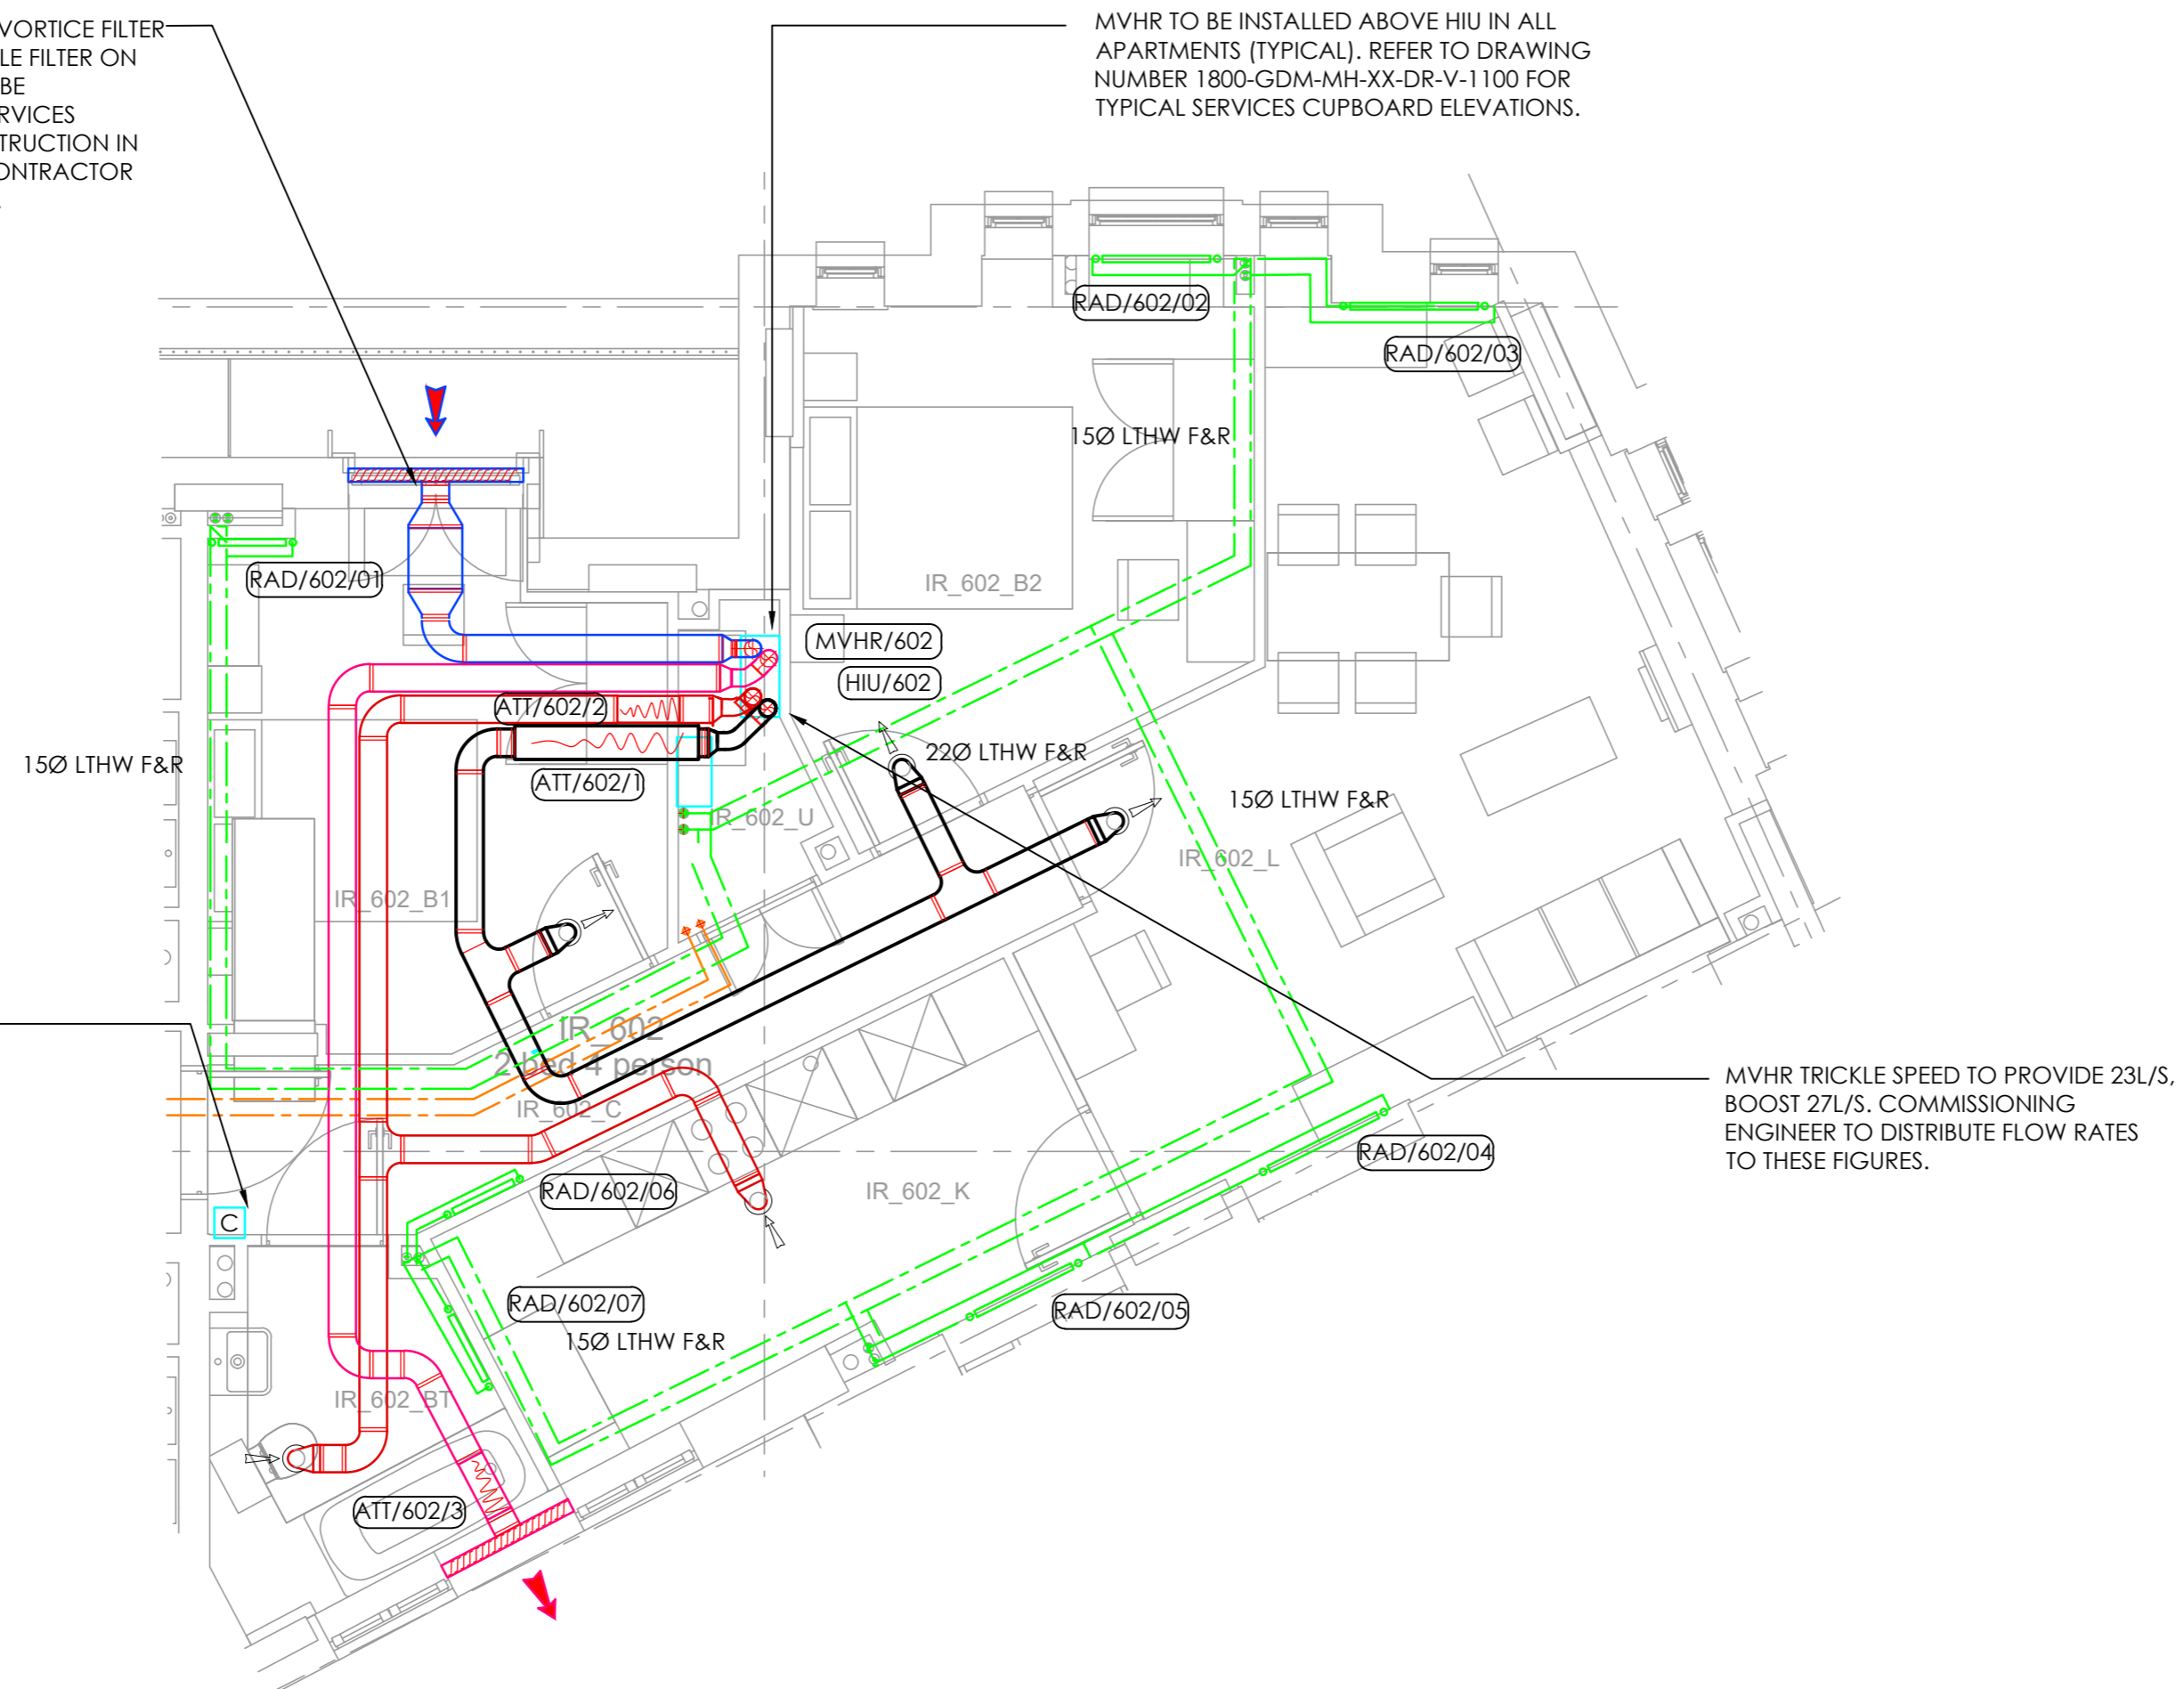 VORTICE FILTER
LE FILTER ON
BE
RVICES
TRUCTION IN
ONTRACTOR
MVHR TO BE INSTALLED ABOVE HIU IN ALL
APARTMENTS (TYPICAL). REFER TO DRAWING
NUMBER 1800-GDM-MH-XX-DR-V-1100 FOR
TYPICAL SERVICES CUPBOARD ELEVATIONS.
RAD/602/02
RAD/602/03
15Ø LTHW F&R
RAD/602/01
IR_602_B2
MVHR/602
HIU/602
ATT/602/2
15Ø LTHW F&R
22Ø LTHW F&R
ATT/602/1
15Ø LTHW F&R
IR_602_U
IR_602_L
IR_602_B1
IR_602
2 bed 4 person
IR_602_C
MVHR TRICKLE SPEED TO PROVIDE 23L/S,
BOOST 27L/S. COMMISSIONING
ENGINEER TO DISTRIBUTE FLOW RATES
TO THESE FIGURES.
RAD/602/04
RAD/602/06
IR_602_K
C
RAD/602/07
RAD/602/05
15Ø LTHW F&R
IR_602_BT
ATT/602/3